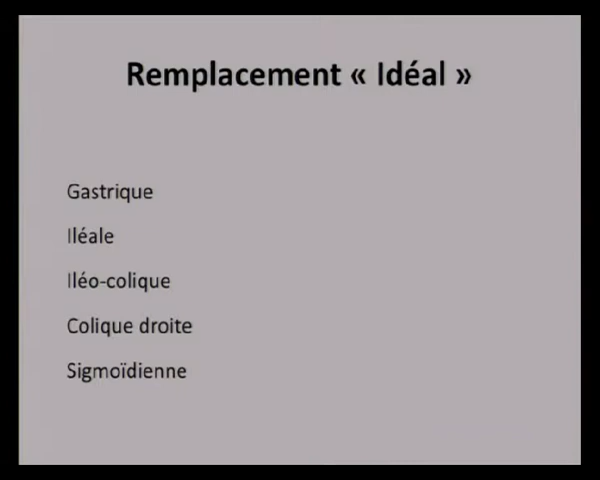 Remplacement « Idéal »
Gastrique
Iléale
Iléo-colique
Colique droite
Sigmoïdienne